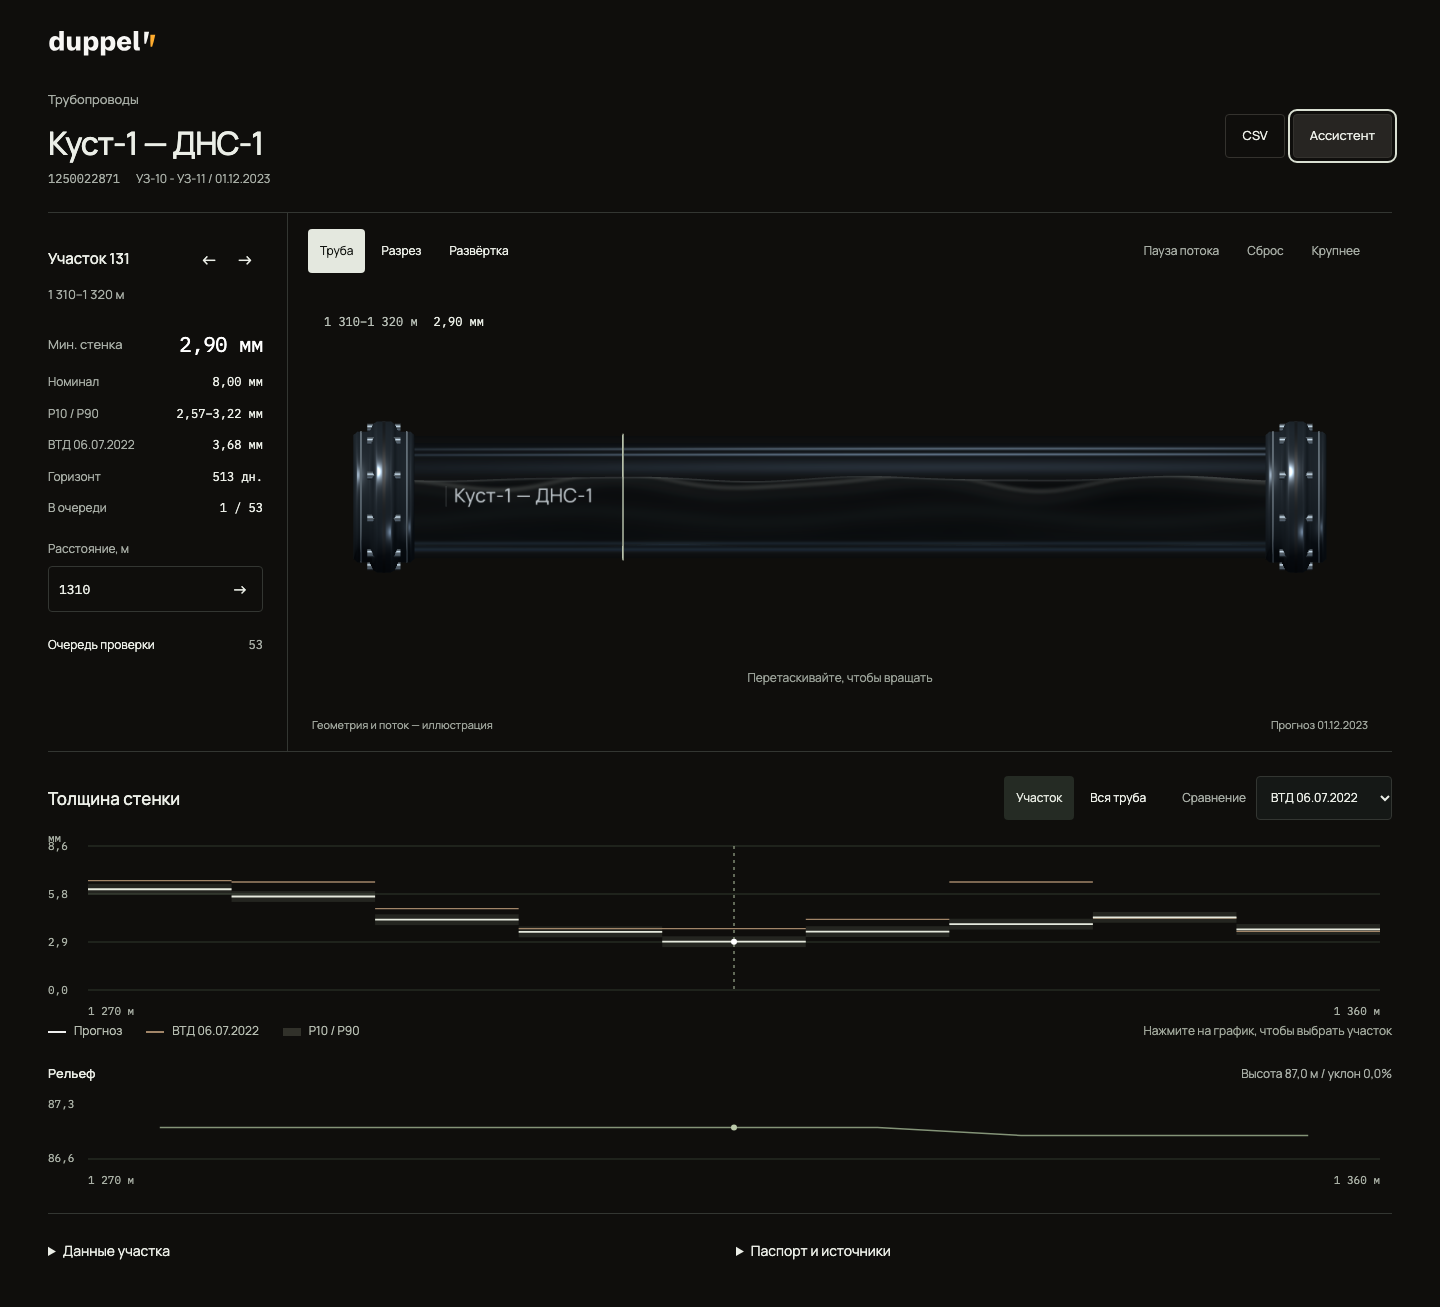 duppel
Трубопроводы
Куст-1 — ДНС-1
1250022871 УЗ-10 - УЗ-11 / 01.12.2023
CSV Ассистент
Участок 131 ← →
1 310–1 320 м
Мин. стенка 2,90 мм
Номинал 8,00 мм
P10 / P90 2,57–3,22 мм
ВТД 06.07.2022 3,68 мм
Горизонт 513 дн.
В очереди 1 / 53
Расстояние, м
1310 →
Очередь проверки 53
Труба Разрез Развёртка Пауза потока Сброс Крупнее
1 310–1 320 м 2,90 мм
Куст-1 — ДНС-1
Перетаскивайте, чтобы вращать
Геометрия и поток — иллюстрация Прогноз 01.12.2023
Толщина стенки Участок Вся труба Сравнение ВТД 06.07.2022
мм
8,6
5,8
2,9
0,0
1 270 м 1 360 м
Прогноз ВТД 06.07.2022 P10 / P90 Нажмите на график, чтобы выбрать участок
Рельеф Высота 87,0 м / уклон 0,0%
87,3
86,6
1 270 м 1 360 м
Данные участка Паспорт и источники